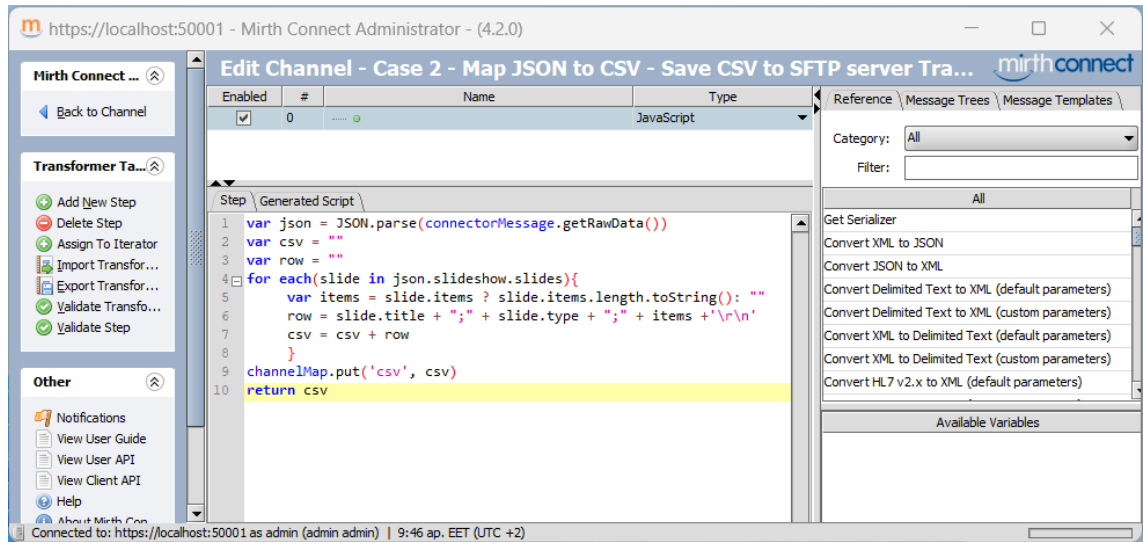 https://localhost:50001 - Mirth Connect Administrator - (4.2.0)
Mirth Connect ...
Back to Channel
Transformer Ta...
Add New Step
Delete Step
Assign To Iterator
Import Transfor...
Export Transfor...
Validate Transfo...
Validate Step
Other
Notifications
View User Guide
View User API
View Client API
Help
About Mirth Con
Edit Channel - Case 2 - Map JSON to CSV - Save CSV to SFTP server Tra...
mirthconnect
Enabled # Name Type
0 JavaScript
Step Generated Script
1 var json = JSON.parse(connectorMessage.getRawData())
2 var csv = ""
3 var row = ""
4 for each(slide in json.slideshow.slides){
5 var items = slide.items ? slide.items.length.toString(): ""
6 row = slide.title + ";" + slide.type + ";" + items +'\r\n'
7 csv = csv + row
8 }
9 channelMap.put('csv', csv)
10 return csv
Reference Message Trees Message Templates
Category: All
Filter:
All
Get Serializer
Convert XML to JSON
Convert JSON to XML
Convert Delimited Text to XML (default parameters)
Convert Delimited Text to XML (custom parameters)
Convert XML to Delimited Text (default parameters)
Convert XML to Delimited Text (custom parameters)
Convert HL7 v2.x to XML (default parameters)
Available Variables
Connected to: https://localhost:50001 as admin (admin admin) | 9:46 ap. EET (UTC +2)